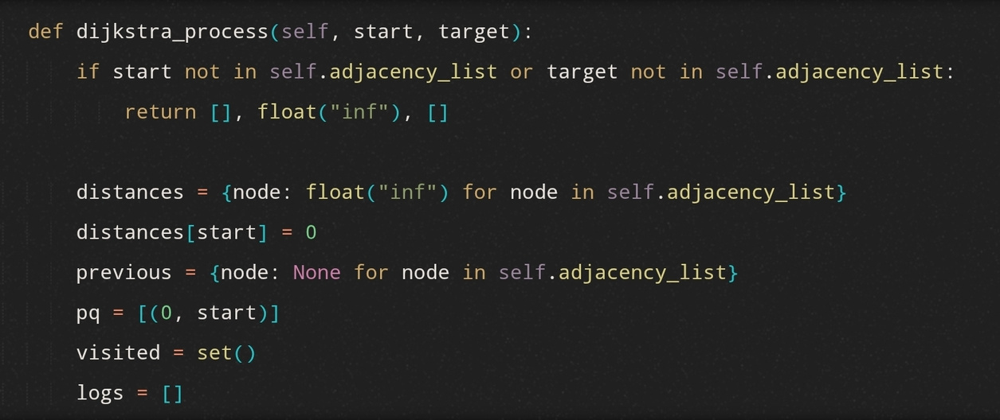 def dijkstra_process(self, start, target):
    if start not in self.adjacency_list or target not in self.adjacency_list:
        return [], float("inf"), []

    distances = {node: float("inf") for node in self.adjacency_list}
    distances[start] = 0
    previous = {node: None for node in self.adjacency_list}
    pq = [(0, start)]
    visited = set()
    logs = []